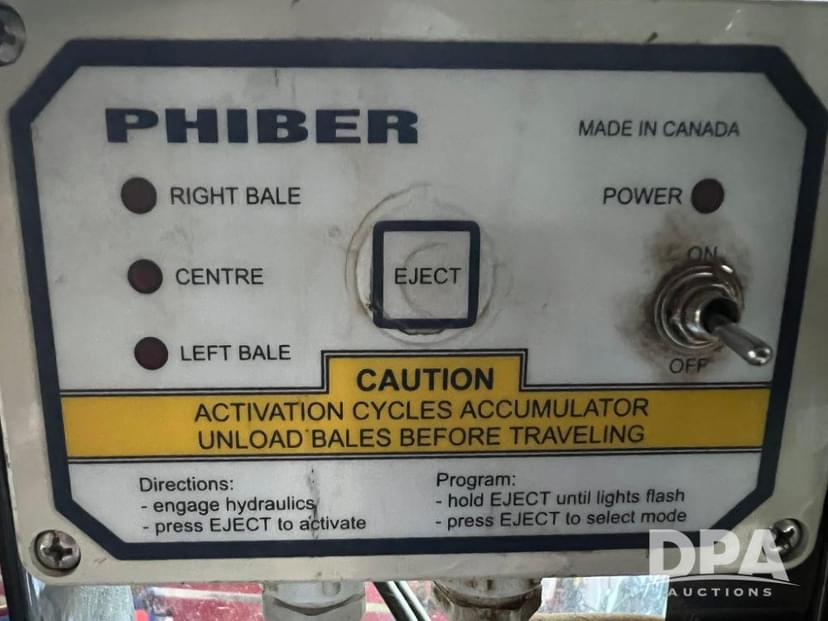 PHIBER
MADE IN CANADA
RIGHT BALE
POWER
ON
CENTRE
EJECT
LEFT BALE
OFF
CAUTION
ACTIVATION CYCLES ACCUMULATOR
UNLOAD BALES BEFORE TRAVELING
Directions:
- engage hydraulics
- press EJECT to activate
Program:
- hold EJECT until lights flash
- press EJECT to select mode
DPA
AUCTIONS